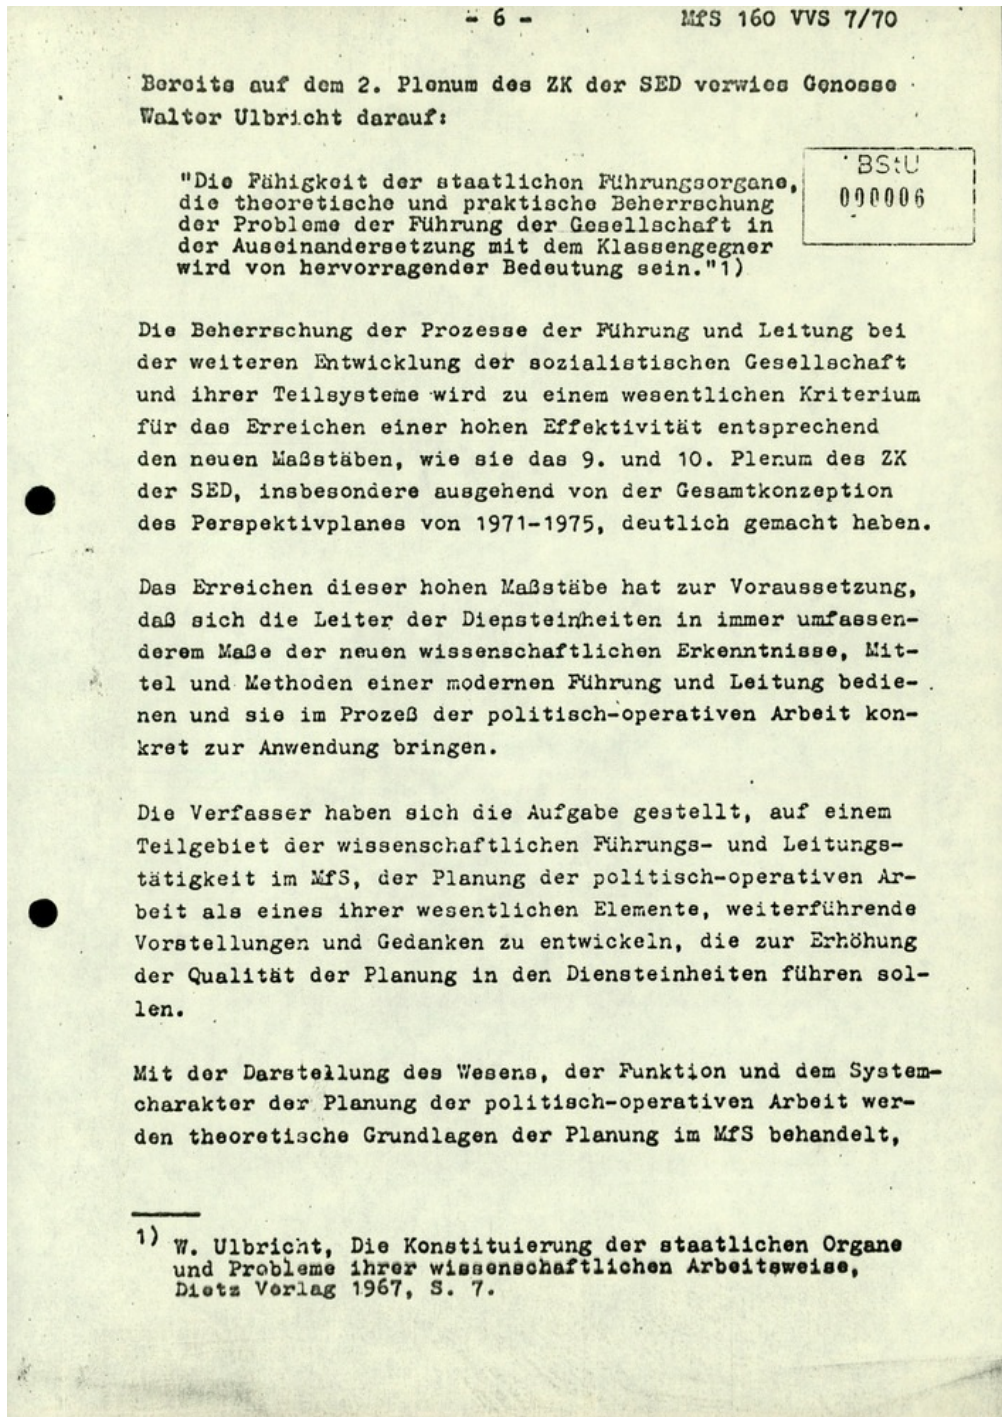 - 6 -
MfS 160 VVS 7/70
Bereits auf dem 2. Plenum des ZK der SED verwies Genosse
Walter Ulbricht darauf:
BStU
000006
"Die Fähigkeit der staatlichen Führungsorgane,
die theoretische und praktische Beherrschung
der Probleme der Führung der Gesellschaft in
der Auseinandersetzung mit dem Klassengegner
wird von hervorragender Bedeutung sein."1)
Die Beherrschung der Prozesse der Führung und Leitung bei
der weiteren Entwicklung der sozialistischen Gesellschaft
und ihrer Teilsysteme wird zu einem wesentlichen Kriterium
für das Erreichen einer hohen Effektivität entsprechend
den neuen Maßstäben, wie sie das 9. und 10. Plenum des ZK
der SED, insbesondere ausgehend von der Gesamtkonzeption
des Perspektivplanes von 1971-1975, deutlich gemacht haben.
Das Erreichen dieser hohen Maßstäbe hat zur Voraussetzung,
daß sich die Leiter der Diensteinheiten in immer umfassen-
derem Maße der neuen wissenschaftlichen Erkenntnisse, Mit-
tel und Methoden einer modernen Führung und Leitung bedie-
nen und sie im Prozeß der politisch-operativen Arbeit kon-
kret zur Anwendung bringen.
Die Verfasser haben sich die Aufgabe gestellt, auf einem
Teilgebiet der wissenschaftlichen Führungs- und Leitungs-
tätigkeit im MfS, der Planung der politisch-operativen Ar-
beit als eines ihrer wesentlichen Elemente, weiterführende
Vorstellungen und Gedanken zu entwickeln, die zur Erhöhung
der Qualität der Planung in den Diensteinheiten führen sol-
len.
Mit der Darstellung des Wesens, der Funktion und dem System-
charakter der Planung der politisch-operativen Arbeit wer-
den theoretische Grundlagen der Planung im MfS behandelt,
1) W. Ulbricht, Die Konstituierung der staatlichen Organe
und Probleme ihrer wissenschaftlichen Arbeitsweise,
Dietz Verlag 1967, S. 7.